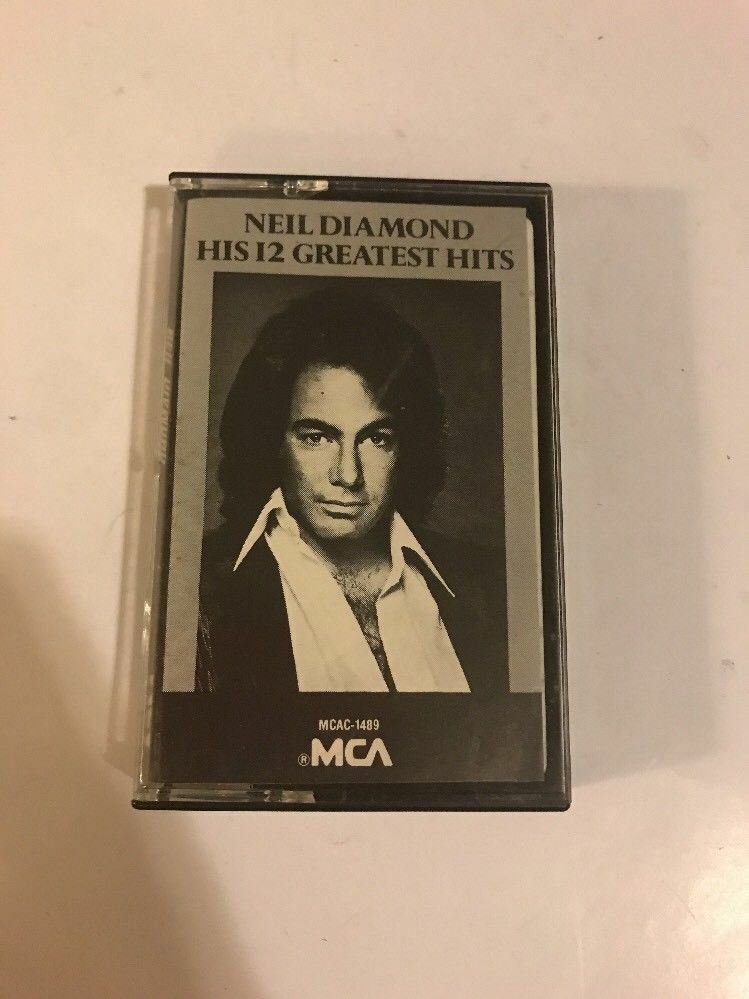 NEIL DIAMOND
HIS 12 GREATEST HITS
MCAC-1489
®MCA